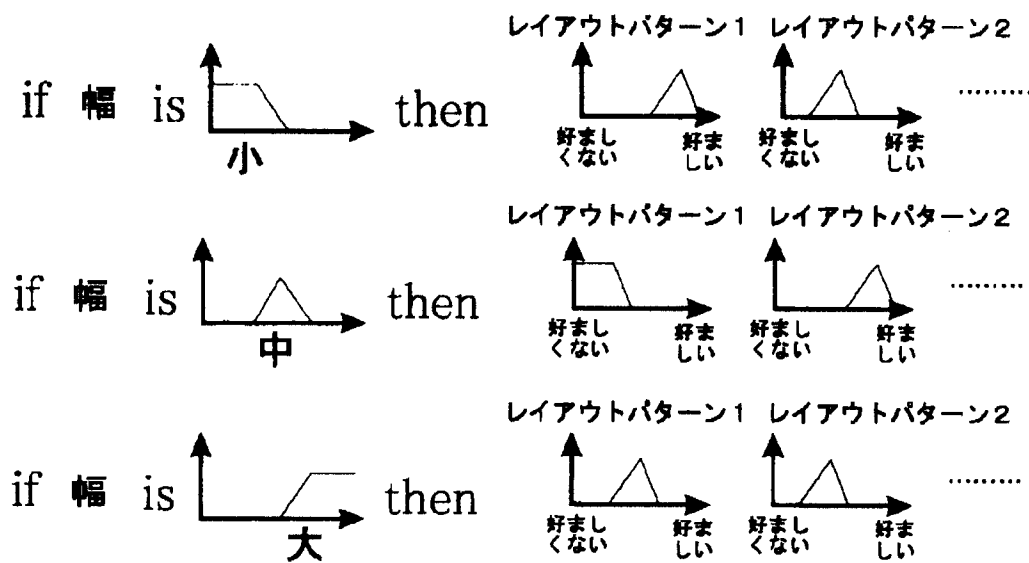 レイアウトパターン1 レイアウトパターン2
if 幅 is then ………
小
好ましくない 好ましい 好ましくない 好ましい
レイアウトパターン1 レイアウトパターン2
if 幅 is then ………
中
好ましくない 好ましい 好ましくない 好ましい
レイアウトパターン1 レイアウトパターン2
if 幅 is then ………
大
好ましくない 好ましい 好ましくない 好ましい